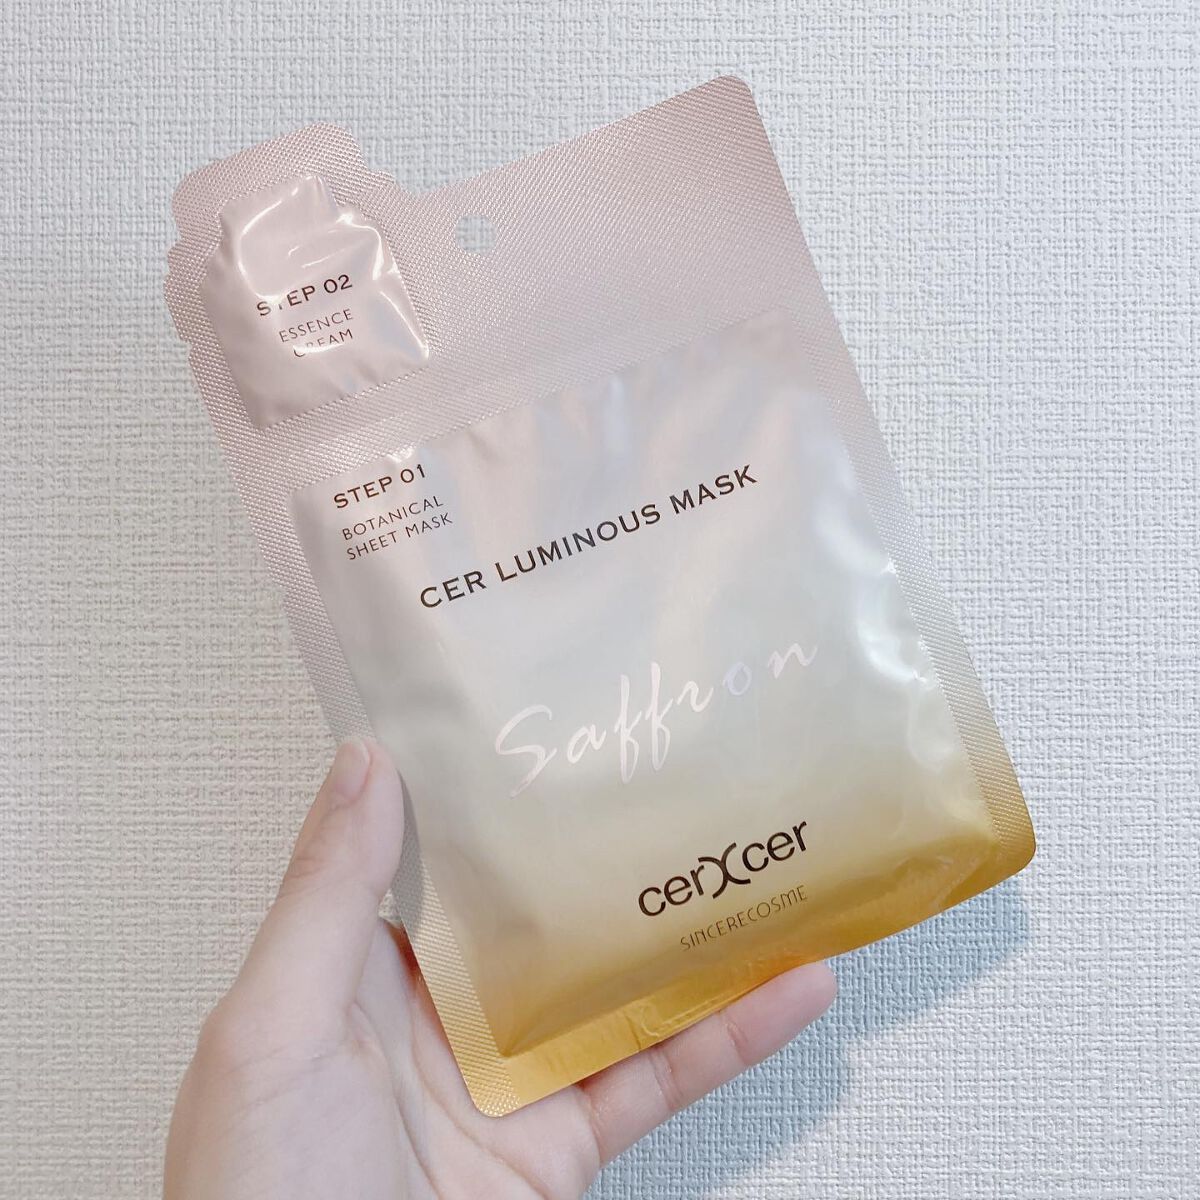 STEP 02
ESSENCE
CREAM
STEP 01
BOTANICAL
SHEET MASK
CER LUMINOUS MASK
Saffron
cerXcer
SINCERECOSME